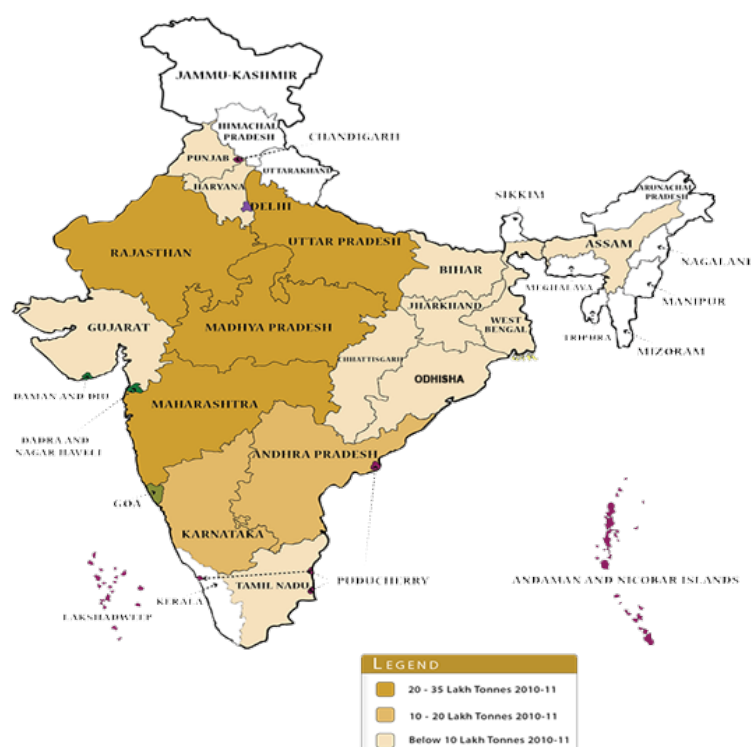 JAMMU-KASHMIR
HIMACHAL
PRADESH
CHANDIGARH
PUNJAB
UTTARAKHAND
HARYANA
DELHI
SIKKIM
ARUNACHAL
PRADESH
RAJASTHAN
UTTAR PRADESH
ASSAM
NAGALAND
BIHAR
MEGHALAYA
MANIPUR
JHARKHAND
GUJARAT
MADHYA PRADESH
WEST
BENGAL
TRIPURA
MIZORAM
CHHATTISGARH
ODHISHA
DAMAN AND DIU
MAHARASHTRA
DADRA AND
NAGAR HAVELI
ANDHRA PRADESH
GOA
KARNATAKA
PUDUCHERRY
ANDAMAN AND NICOBAR ISLANDS
TAMIL NADU
KERALA
LAKSHADWEEP
LEGEND
20 - 35 Lakh Tonnes 2010-11
10 - 20 Lakh Tonnes 2010-11
Below 10 Lakh Tonnes 2010-11